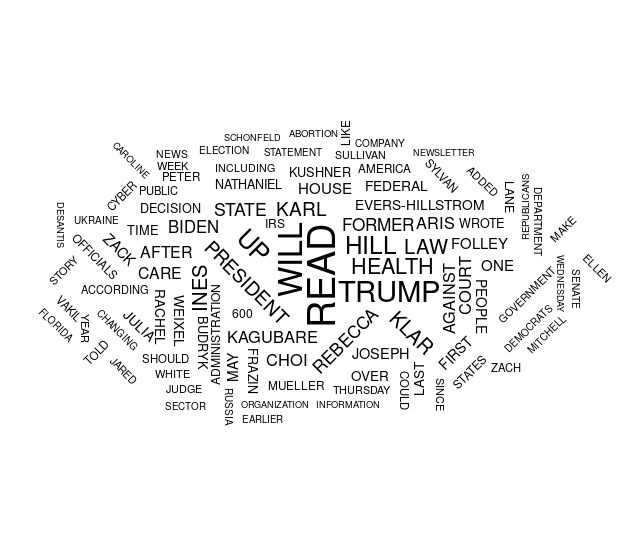 SCHONFELD
ABORTION
LIKE
COMPANY
CAROLINE
NEWS
ELECTION
STATEMENT
SULLIVAN
NEWSLETTER
WEEK
PETER
INCLUDING
KUSHNER
AMERICA
SYLVAN
ADDED
CYBER
PUBLIC
NATHANIEL
HOUSE
FEDERAL
LANE
REPUBLICANS
DEPARTMENT
DESANTIS
UKRAINE
DECISION
STATE
KARL
EVERS-HILLSTROM
MAKE
TIME
BIDEN
IRS
FORMER
ARIS
WROTE
OFFICIALS
ZACK
AFTER
UP
WILL
READ
HILL
LAW
FOLLEY
STORY
CARE
PRESIDENT
HEALTH
ONE
WEDNESDAY
SENATE
ELLEN
ACCORDING
INES
ADMINISTRATION
TRUMP
AGAINST
COURT
PEOPLE
GOVERNMENT
VAKIL
FLORIDA
YEAR
CHANGING
JULIA
RACHEL
WEIXEL
BUDRYK
600
KAGUBARE
REBECCA
KLAR
DEMOCRATS
MITCHELL
TOLD
JARED
SHOULD
MAY
FRAZIN
CHOI
JOSEPH
FIRST
STATES
ZACH
WHITE
JUDGE
MUELLER
OVER
THURSDAY
COULD
LAST
SINCE
SECTOR
RUSSIA
ORGANIZATION
INFORMATION
EARLIER